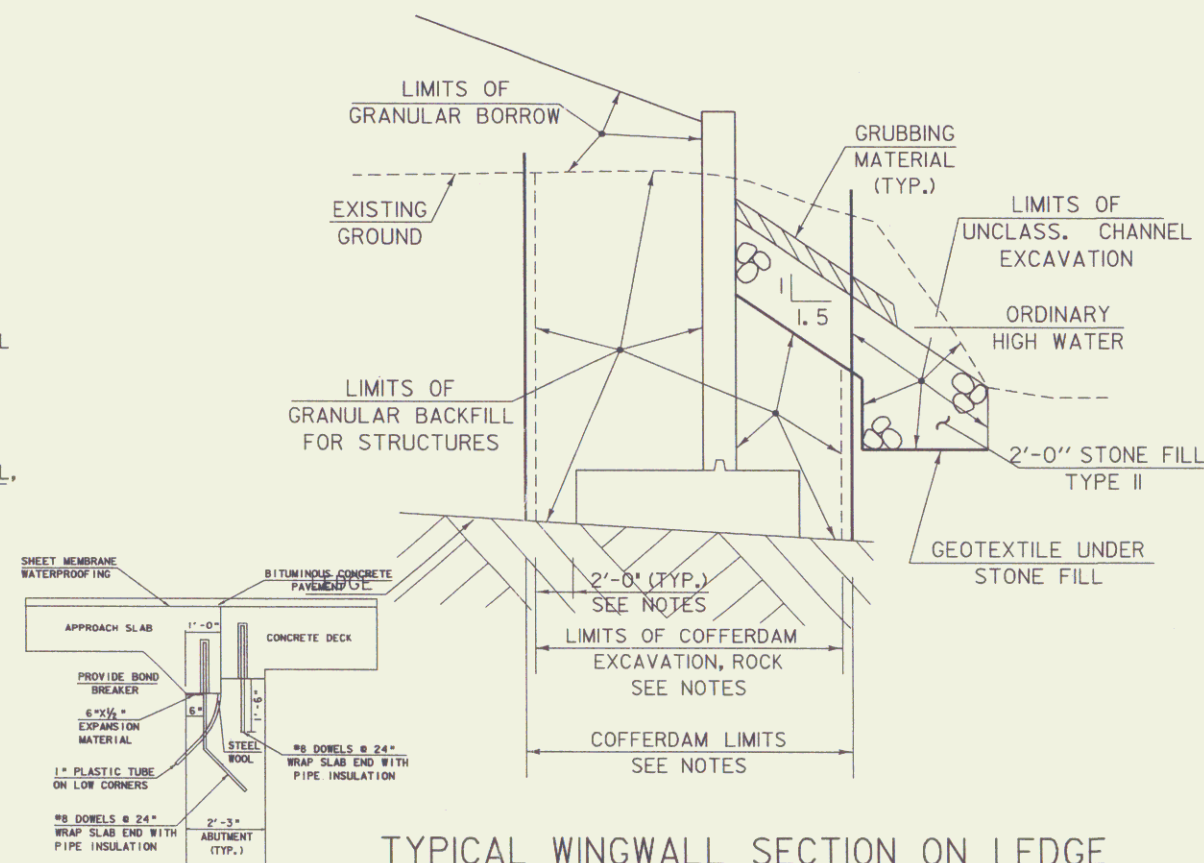 LIMITS OF
GRANULAR BORROW
GRUBBING
MATERIAL
(TYP.)
EXISTING
GROUND
LIMITS OF
UNCLASS. CHANNEL
EXCAVATION
1
1.5
ORDINARY
HIGH WATER
L
LIMITS OF
GRANULAR BACKFILL
FOR STRUCTURES
L,
2'-0" STONE FILL
TYPE II
GEOTEXTILE UNDER
STONE FILL
LEDGE
2'-0" (TYP.)
SEE NOTES
LIMITS OF COFFERDAM
EXCAVATION, ROCK
SEE NOTES
COFFERDAM LIMITS
SEE NOTES
SHEET MEMBRANE
WATERPROOFING
BITUMINOUS CONCRETE
PAVEMENT
APPROACH SLAB
1'-0"
CONCRETE DECK
PROVIDE BOND
BREAKER
6"X½"
EXPANSION
MATERIAL
6"
1'-6"
STEEL
WOOL
#8 DOWELS @ 24"
WRAP SLAB END WITH
PIPE INSULATION
1" PLASTIC TUBE
ON LOW CORNERS
#8 DOWELS @ 24"
WRAP SLAB END WITH
PIPE INSULATION
2'-3"
ABUTMENT
(TYP.)
TYPICAL WINGWALL SECTION ON LEDGE